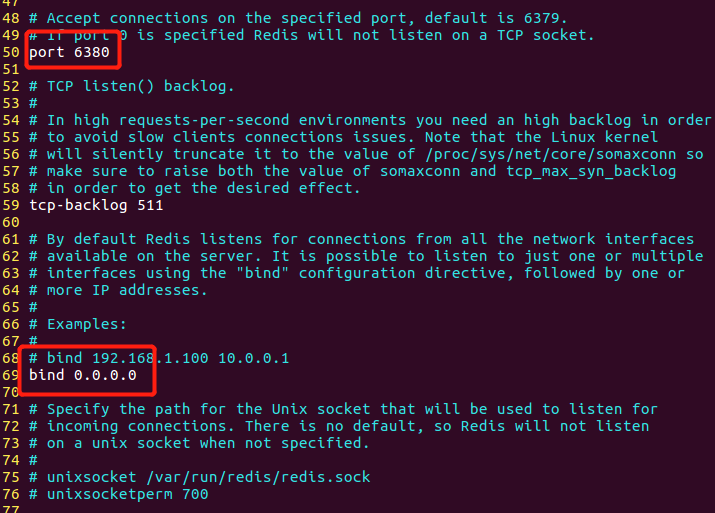 47
48 # Accept connections on the specified port, default is 6379.
49 # If port 0 is specified Redis will not listen on a TCP socket.
50 port 6380
51
52 # TCP listen() backlog.
53 #
54 # In high requests-per-second environments you need an high backlog in order
55 # to avoid slow clients connections issues. Note that the Linux kernel
56 # will silently truncate it to the value of /proc/sys/net/core/somaxconn so
57 # make sure to raise both the value of somaxconn and tcp_max_syn_backlog
58 # in order to get the desired effect.
59 tcp-backlog 511
60
61 # By default Redis listens for connections from all the network interfaces
62 # available on the server. It is possible to listen to just one or multiple
63 # interfaces using the "bind" configuration directive, followed by one or
64 # more IP addresses.
65 #
66 # Examples:
67 #
68 # bind 192.168.1.100 10.0.0.1
69 bind 0.0.0.0
70
71 # Specify the path for the Unix socket that will be used to listen for
72 # incoming connections. There is no default, so Redis will not listen
73 # on a unix socket when not specified.
74 #
75 # unixsocket /var/run/redis/redis.sock
76 # unixsocketperm 700
77